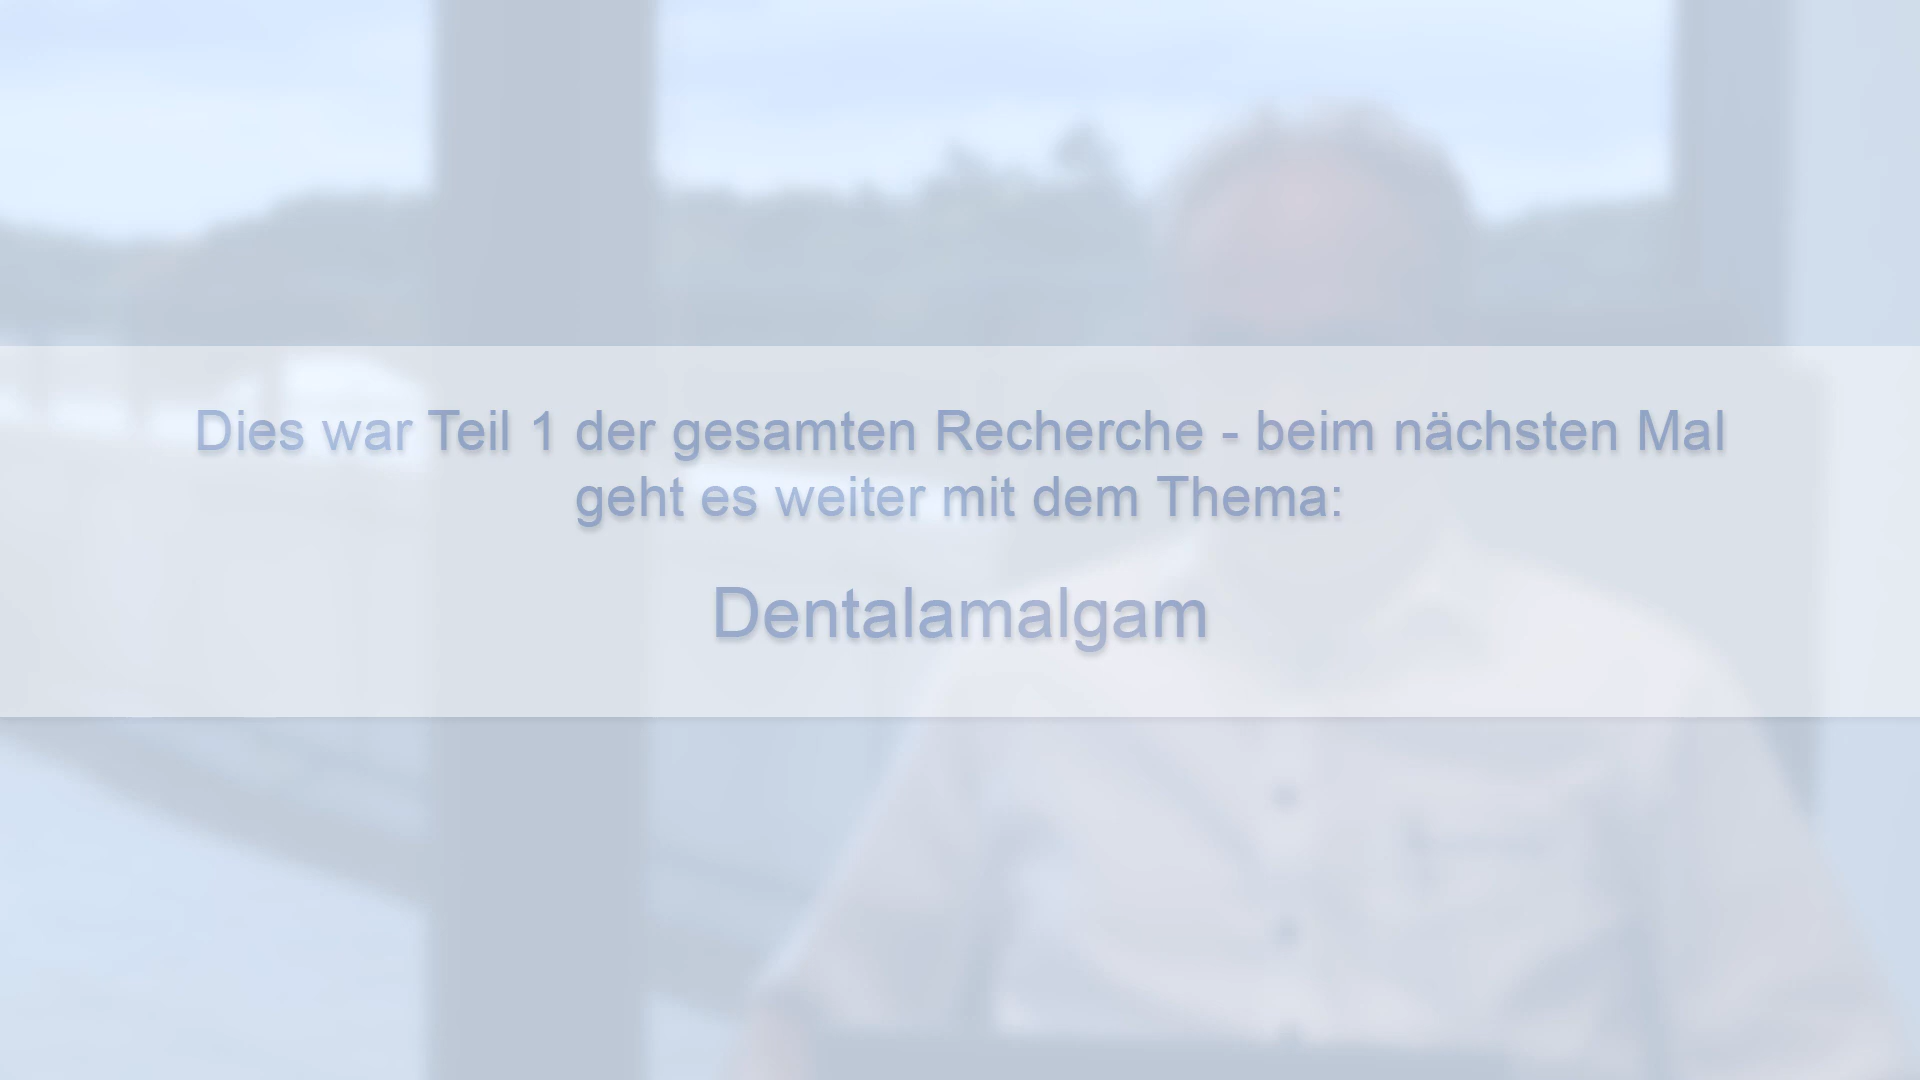 Dies war Teil 1 der gesamten Recherche - beim nächsten Mal
geht es weiter mit dem Thema:
Dentalamalgam